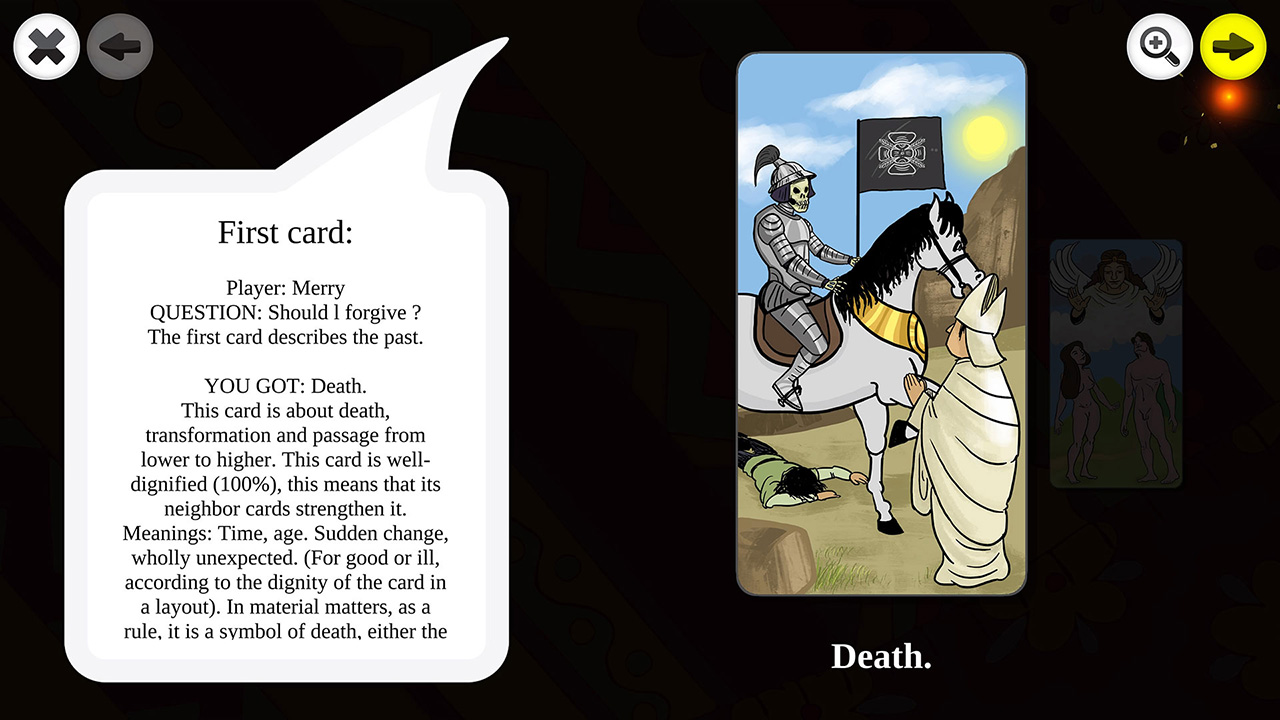 First card:
Player: Merry
QUESTION: Should l forgive ?
The first card describes the past.
YOU GOT: Death.
This card is about death,
transformation and passage from
lower to higher. This card is well-
dignified (100%), this means that its
neighbor cards strengthen it.
Meanings: Time, age. Sudden change,
wholly unexpected. (For good or ill,
according to the dignity of the card in
a layout). In material matters, as a
rule, it is a symbol of death, either the
Death.